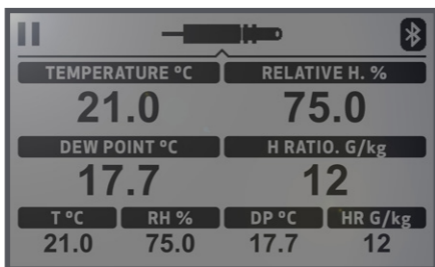 TEMPERATURE °C RELATIVE H. %
21.0 75.0
DEW POINT °C H RATIO. G/kg
17.7 12
T °C RH % DP °C HR G/kg
21.0 75.0 17.7 12